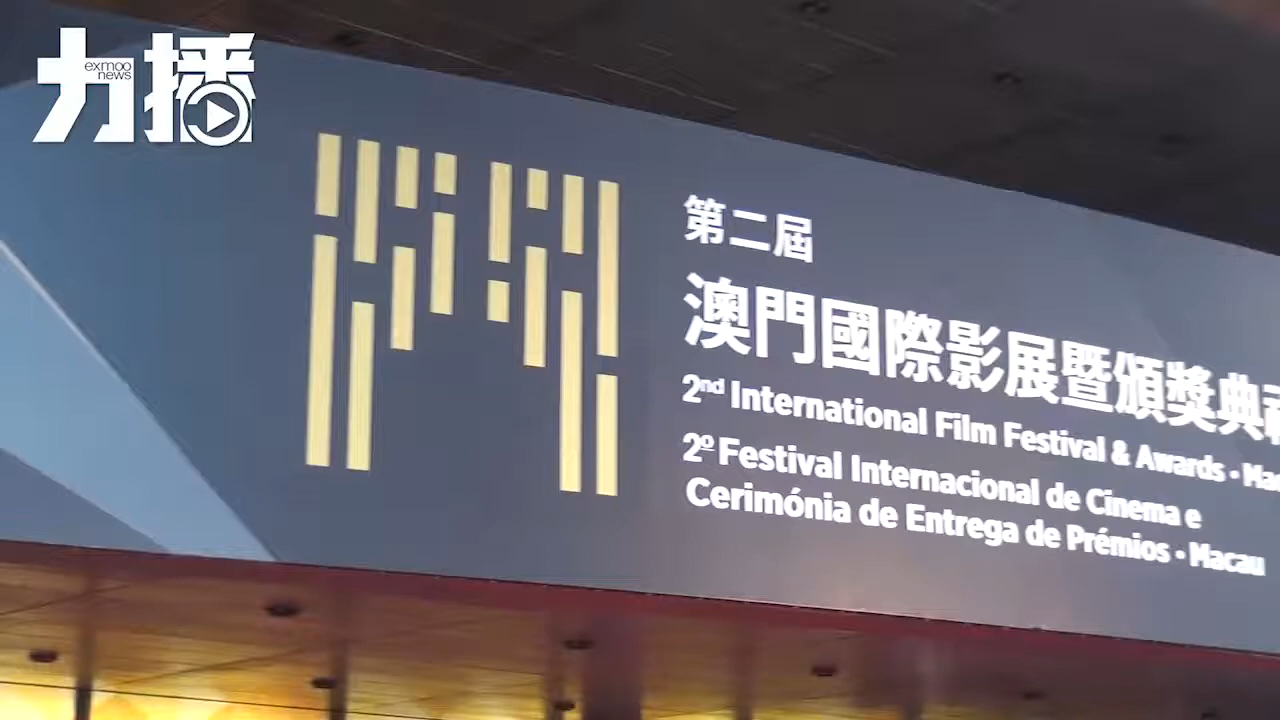 力播
exmoo
news
第二屆
澳門國際影展暨頒獎典
2nd International Film Festival & Awards · Mac
2º Festival Internacional de Cinema e
Cerimónia de Entrega de Prémios · Macau